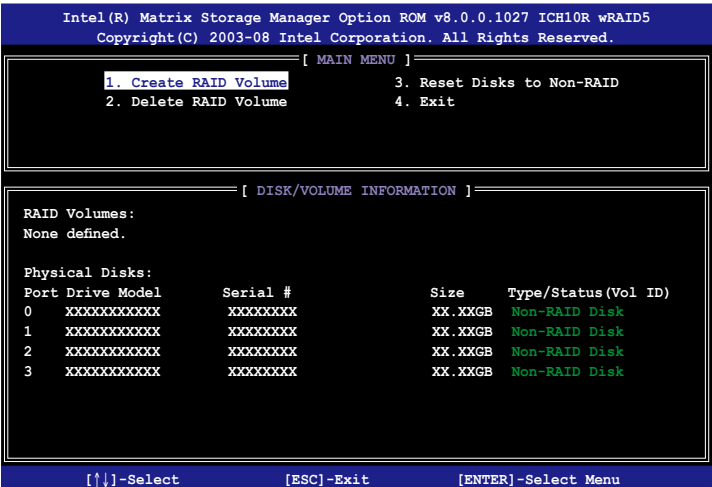 Intel(R) Matrix Storage Manager Option ROM v8.0.0.1027 ICH10R wRAID5
Copyright(C) 2003-08 Intel Corporation. All Rights Reserved.
[ MAIN MENU ]
1. Create RAID Volume 3. Reset Disks to Non-RAID
2. Delete RAID Volume 4. Exit
[ DISK/VOLUME INFORMATION ]
RAID Volumes:
None defined.
Physical Disks:
Port Drive Model Serial # Size Type/Status(Vol ID)
0 XXXXXXXXXXX XXXXXXXX XX.XXGB Non-RAID Disk
1 XXXXXXXXXXX XXXXXXXX XX.XXGB Non-RAID Disk
2 XXXXXXXXXXX XXXXXXXX XX.XXGB Non-RAID Disk
3 XXXXXXXXXXX XXXXXXXX XX.XXGB Non-RAID Disk
[↑↓]-Select [ESC]-Exit [ENTER]-Select Menu